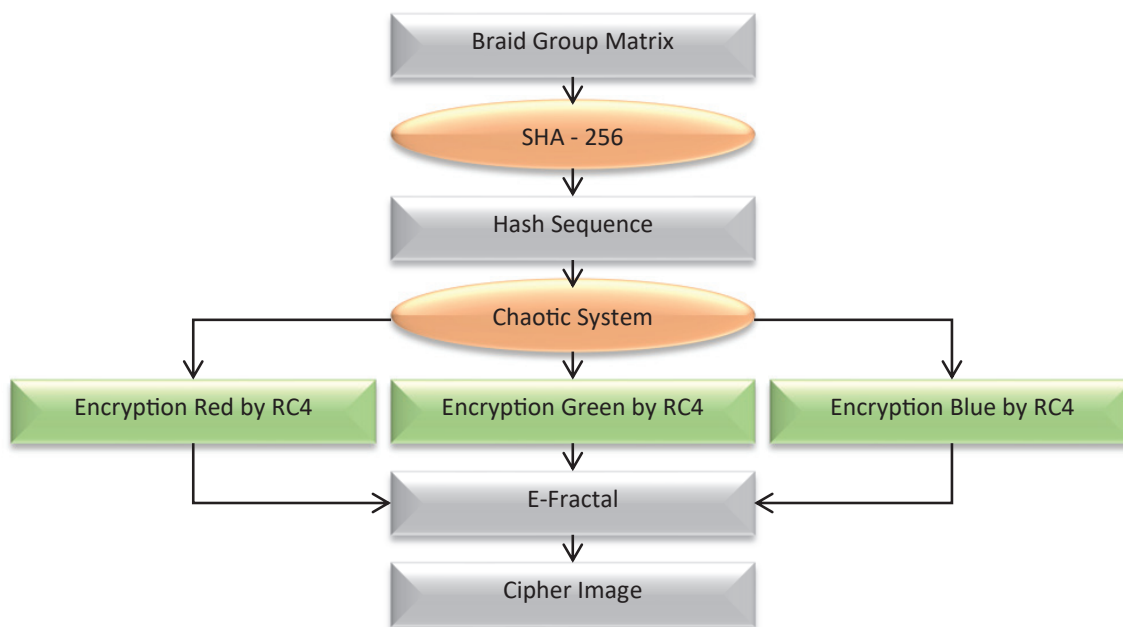 Braid Group Matrix
SHA - 256
Hash Sequence
Chaotic System
Encryption Red by RC4
Encryption Green by RC4
Encryption Blue by RC4
E-Fractal
Cipher Image